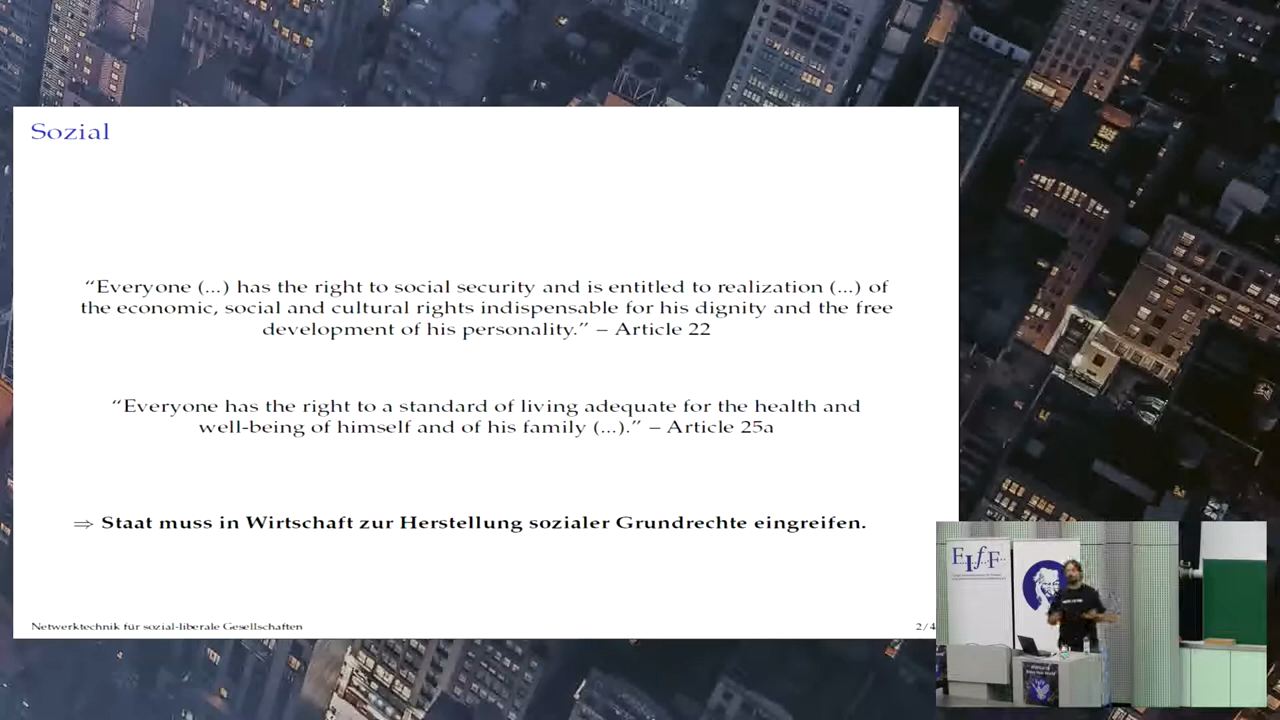 Sozial
“Everyone (...) has the right to social security and is entitled to realization (...) of
the economic, social and cultural rights indispensable for his dignity and the free
development of his personality.” – Article 22
“Everyone has the right to a standard of living adequate for the health and
well-being of himself and of his family (...).” – Article 25a
⇒ Staat muss in Wirtschaft zur Herstellung sozialer Grundrechte eingreifen.
Netzwerktechnik für sozial-liberale Gesellschaften
2/4
FIfF